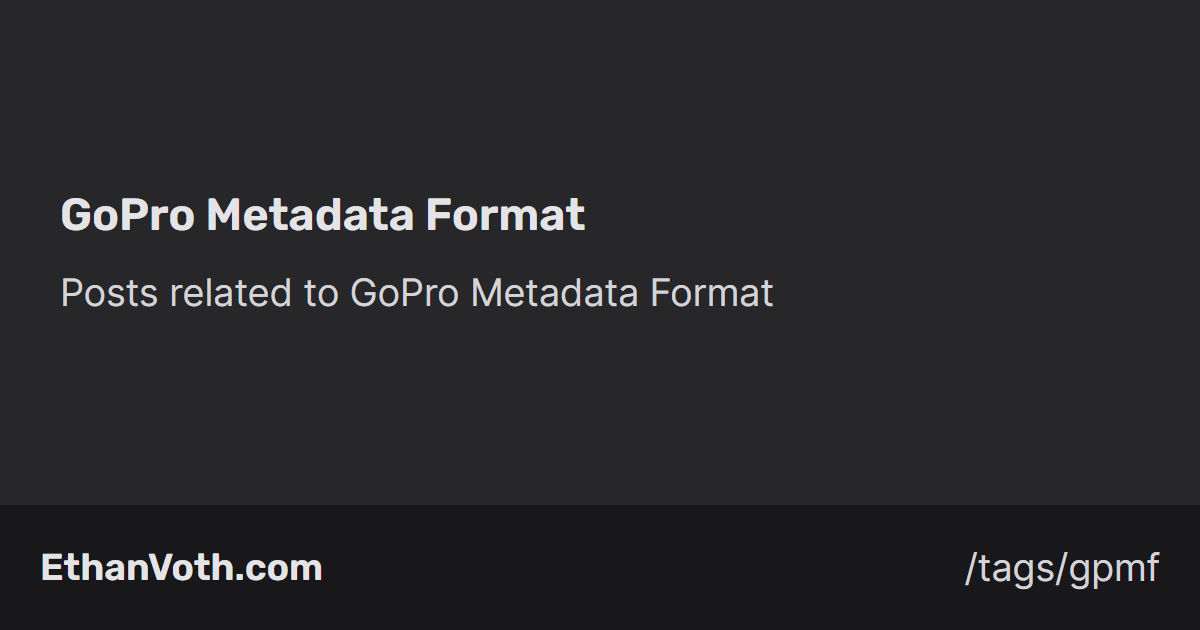 GoPro Metadata Format
Posts related to GoPro Metadata Format
EthanVoth.com
/tags/gpmf